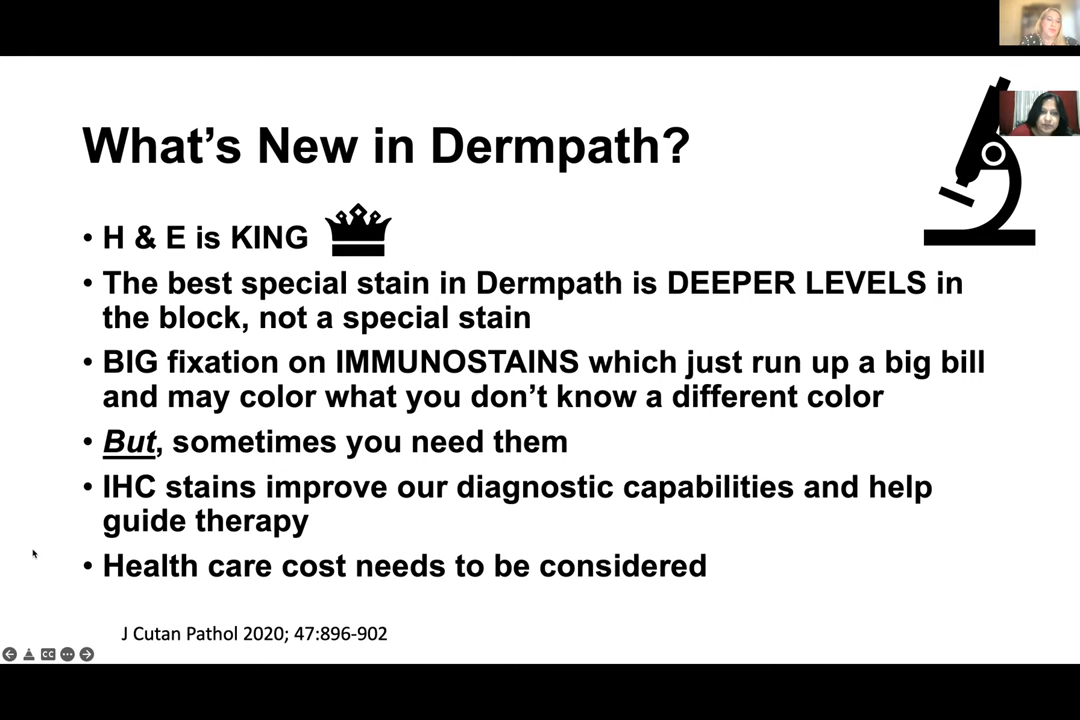 What's New in Dermpath?
• H & E is KING
• The best special stain in Dermpath is DEEPER LEVELS in
the block, not a special stain
• BIG fixation on IMMUNOSTAINS which just run up a big bill
and may color what you don't know a different color
• But, sometimes you need them
• IHC stains improve our diagnostic capabilities and help
guide therapy
• Health care cost needs to be considered
J Cutan Pathol 2020; 47:896-902
CC